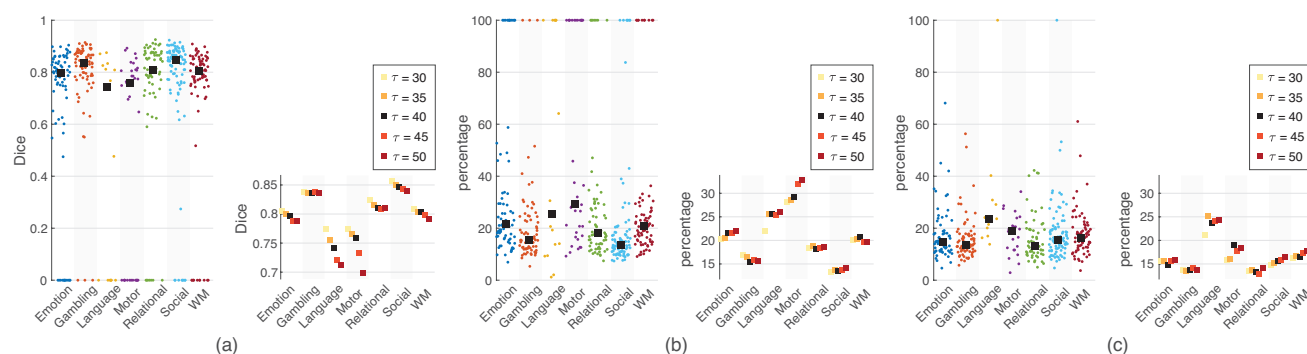 1
0.8
0.6
0.4
0.2
0
Dice
Emotion
Gambling
Language
Motor
Relational
Social
WM
τ = 30
τ = 35
τ = 40
τ = 45
τ = 50
0.85
0.8
0.75
0.7
Dice
Emotion
Gambling
Language
Motor
Relational
Social
WM
(a)
100
80
60
40
20
0
percentage
Emotion
Gambling
Language
Motor
Relational
Social
WM
τ = 30
τ = 35
τ = 40
τ = 45
τ = 50
30
25
20
15
percentage
Emotion
Gambling
Language
Motor
Relational
Social
WM
(b)
100
80
60
40
20
0
percentage
Emotion
Gambling
Language
Motor
Relational
Social
WM
τ = 30
τ = 35
τ = 40
τ = 45
τ = 50
30
25
20
15
percentage
Emotion
Gambling
Language
Motor
Relational
Social
WM
(c)